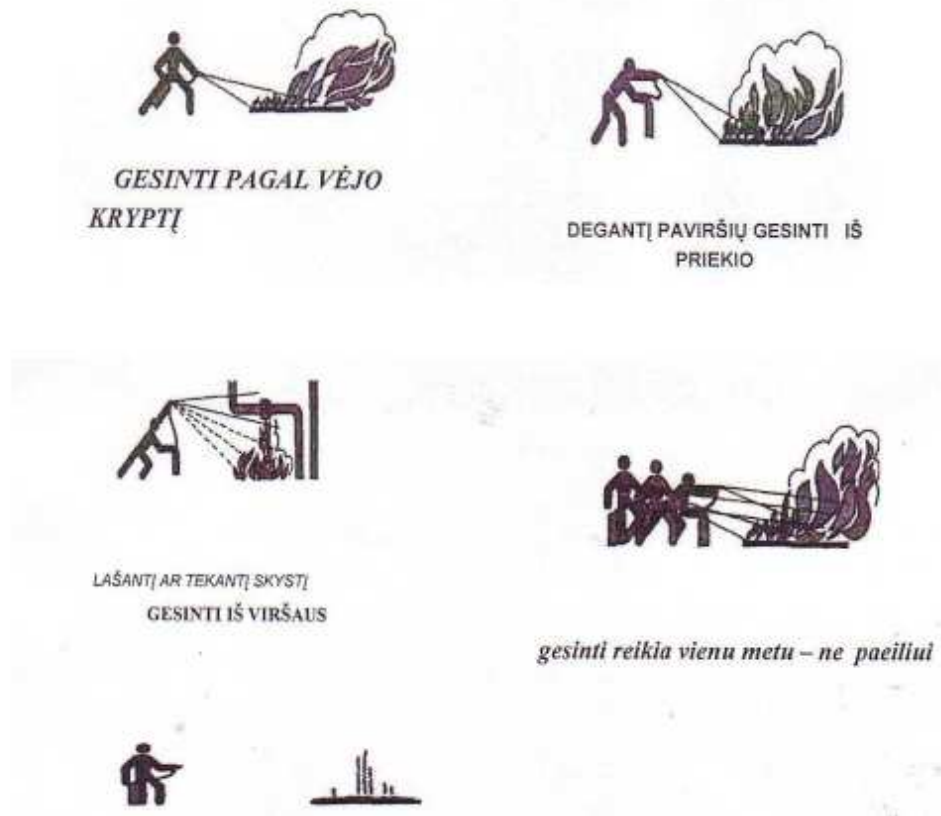 GESINTI PAGAL VĖJO
KRYPTĮ
DEGANTĮ PAVIRŠIŲ GESINTI IŠ
PRIEKIO
LAŠANTĮ AR TEKANTĮ SKYSTĮ
GESINTI IŠ VIRŠAUS
gesinti reikia vienu metu – ne paeiliui